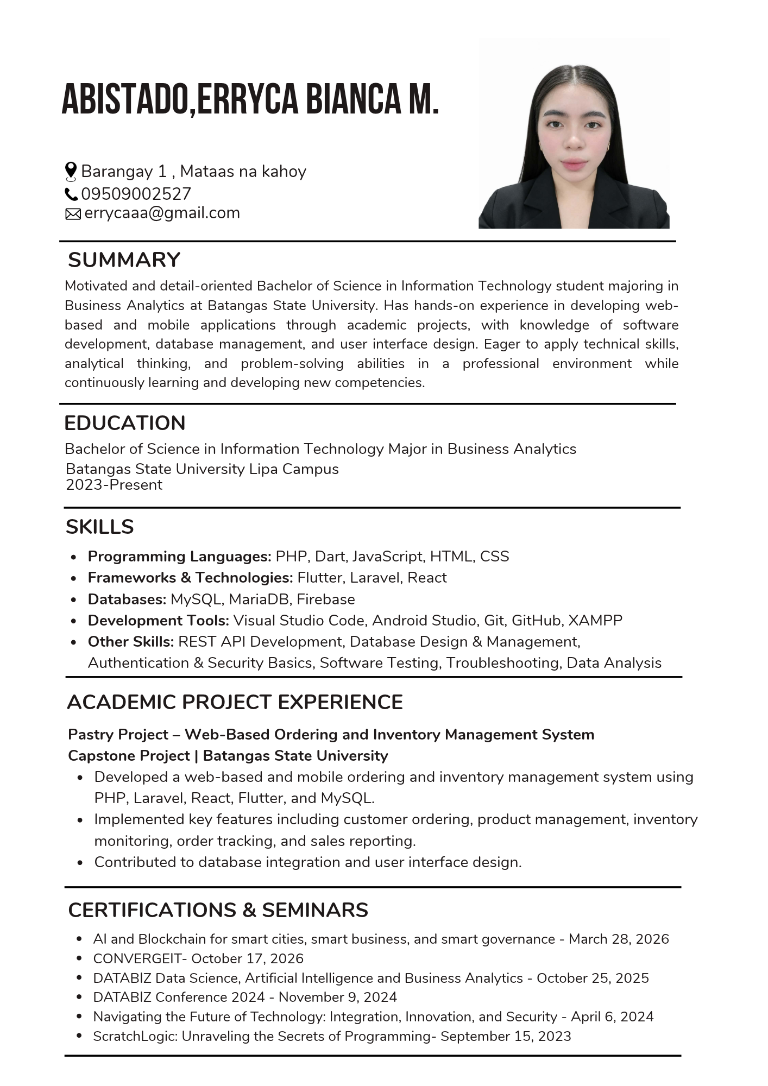 ABISTADO,ERRYCA BIANCA M.
Barangay 1 , Mataas na kahoy
09509002527
errycaaa@gmail.com
SUMMARY
Motivated and detail-oriented Bachelor of Science in Information Technology student majoring in
Business Analytics at Batangas State University. Has hands-on experience in developing web-
based and mobile applications through academic projects, with knowledge of software
development, database management, and user interface design. Eager to apply technical skills,
analytical thinking, and problem-solving abilities in a professional environment while
continuously learning and developing new competencies.
EDUCATION
Bachelor of Science in Information Technology Major in Business Analytics
Batangas State University Lipa Campus
2023-Present
SKILLS
• Programming Languages: PHP, Dart, JavaScript, HTML, CSS
• Frameworks & Technologies: Flutter, Laravel, React
• Databases: MySQL, MariaDB, Firebase
• Development Tools: Visual Studio Code, Android Studio, Git, GitHub, XAMPP
• Other Skills: REST API Development, Database Design & Management,
Authentication & Security Basics, Software Testing, Troubleshooting, Data Analysis
ACADEMIC PROJECT EXPERIENCE
Pastry Project – Web-Based Ordering and Inventory Management System
Capstone Project | Batangas State University
• Developed a web-based and mobile ordering and inventory management system using
PHP, Laravel, React, Flutter, and MySQL.
• Implemented key features including customer ordering, product management, inventory
monitoring, order tracking, and sales reporting.
• Contributed to database integration and user interface design.
CERTIFICATIONS & SEMINARS
• AI and Blockchain for smart cities, smart business, and smart governance - March 28, 2026
• CONVERGEIT- October 17, 2026
• DATABIZ Data Science, Artificial Intelligence and Business Analytics - October 25, 2025
• DATABIZ Conference 2024 - November 9, 2024
• Navigating the Future of Technology: Integration, Innovation, and Security - April 6, 2024
• ScratchLogic: Unraveling the Secrets of Programming- September 15, 2023